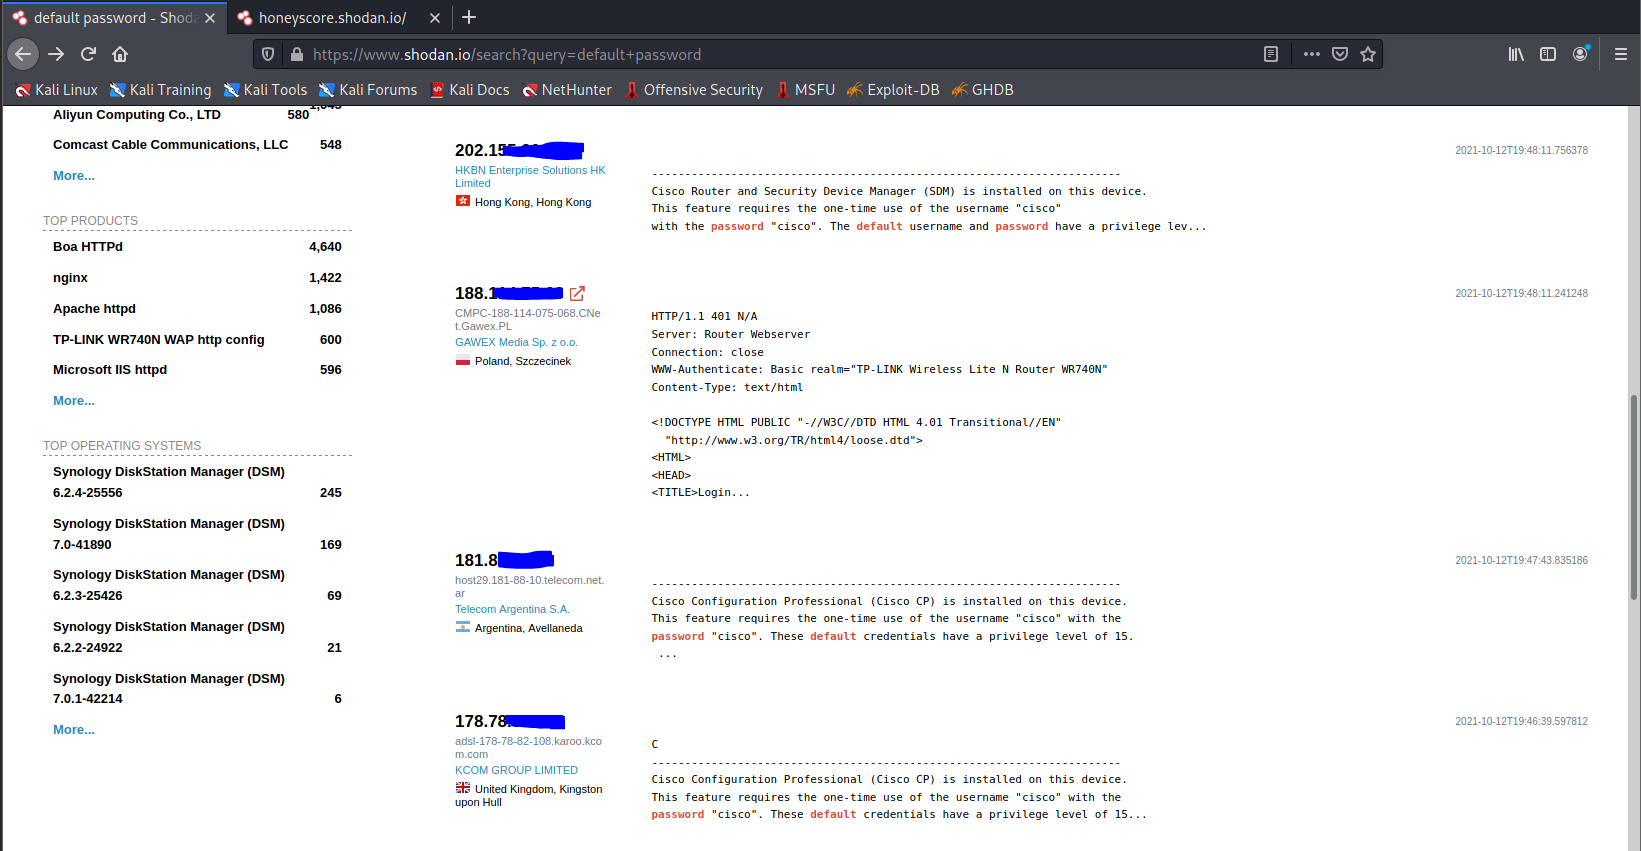 default password - Shoda
honeyscore.shodan.io/
https://www.shodan.io/search?query=default+password
Kali Linux Kali Training Kali Tools Kali Forums Kali Docs NetHunter Offensive Security MSFU Exploit-DB GHDB
Aliyun Computing Co., LTD 580
Comcast Cable Communications, LLC 548
More...
TOP PRODUCTS
Boa HTTPd 4,640
nginx 1,422
Apache httpd 1,086
TP-LINK WR740N WAP http config 600
Microsoft IIS httpd 596
More...
TOP OPERATING SYSTEMS
Synology DiskStation Manager (DSM)
6.2.4-25556 245
Synology DiskStation Manager (DSM)
7.0-41890 169
Synology DiskStation Manager (DSM)
6.2.3-25426 69
Synology DiskStation Manager (DSM)
6.2.2-24922 21
Synology DiskStation Manager (DSM)
7.0.1-42214 6
More...
202.15
2021-10-12T19:48:11.756378
HKBN Enterprise Solutions HK
Limited
Hong Kong, Hong Kong
-----------------------------------------------------------------------
Cisco Router and Security Device Manager (SDM) is installed on this device.
This feature requires the one-time use of the username "cisco"
with the password "cisco". The default username and password have a privilege lev...
188.1
2021-10-12T19:48:11.241248
CMPC-188-114-075-068.CNe
t.Gawex.PL
GAWEX Media Sp. z o.o.
Poland, Szczecinek
HTTP/1.1 401 N/A
Server: Router Webserver
Connection: close
WWW-Authenticate: Basic realm="TP-LINK Wireless Lite N Router WR740N"
Content-Type: text/html
<!DOCTYPE HTML PUBLIC "-//W3C//DTD HTML 4.01 Transitional//EN"
"http://www.w3.org/TR/html4/loose.dtd">
<HTML>
<HEAD>
<TITLE>Login...
181.8
2021-10-12T19:47:43.835186
host29.181-88-10.telecom.net.
ar
Telecom Argentina S.A.
Argentina, Avellaneda
-----------------------------------------------------------------------
Cisco Configuration Professional (Cisco CP) is installed on this device.
This feature requires the one-time use of the username "cisco" with the
password "cisco". These default credentials have a privilege level of 15.
...
178.78.
2021-10-12T19:46:39.597812
adsl-178-78-82-108.karoo.kco
m.com
KCOM GROUP LIMITED
United Kingdom, Kingston
upon Hull
C
-----------------------------------------------------------------------
Cisco Configuration Professional (Cisco CP) is installed on this device.
This feature requires the one-time use of the username "cisco" with the
password "cisco". These default credentials have a privilege level of 15...